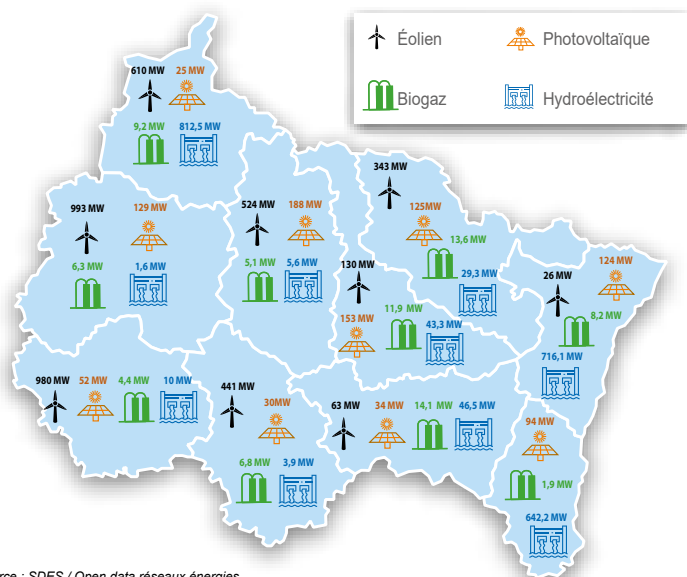 Éolien
Photovoltaïque
Biogaz
Hydroélectricité
610 MW
25 MW
9,2 MW
812,5 MW
993 MW
129 MW
6,3 MW
1,6 MW
524 MW
188 MW
5,1 MW
5,6 MW
343 MW
125MW
13,6 MW
29,3 MW
130 MW
153 MW
11,9 MW
43,3 MW
26 MW
124 MW
8,2 MW
716,1 MW
980 MW
52 MW
4,4 MW
10 MW
441 MW
30MW
6,8 MW
3,9 MW
63 MW
34 MW
14,1 MW
46,5 MW
94 MW
1,9 MW
642,2 MW
rce : SDES / Open data réseaux énergies